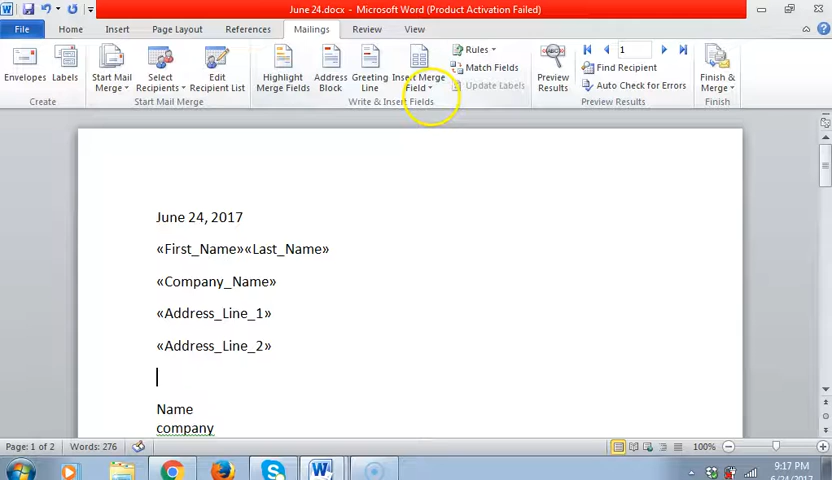 June 24.docx - Microsoft Word (Product Activation Failed)
File Home Insert Page Layout References Mailings Review View
Envelopes Labels Start Mail Merge Select Recipients Edit Recipient List Highlight Merge Fields Address Block Greeting Line Insert Merge Field Rules Match Fields Update Labels Preview Results 1 Find Recipient Auto Check for Errors Finish & Merge
Create Start Mail Merge Write & Insert Fields Preview Results Finish
June 24, 2017
«First_Name»«Last_Name»
«Company_Name»
«Address_Line_1»
«Address_Line_2»
Name
company
Page: 1 of 2 Words: 276 100%
9:17 PM
6/24/2017